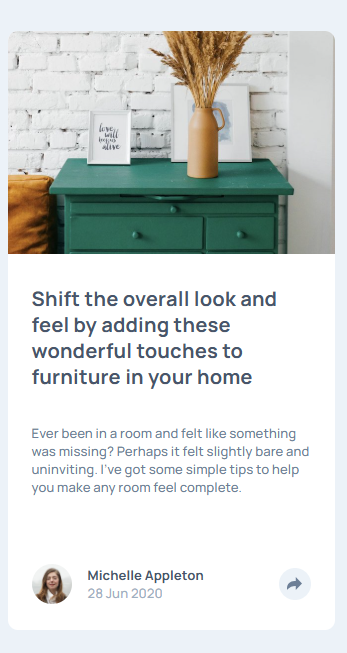 love
will
keep us
alive
Shift the overall look and
feel by adding these
wonderful touches to
furniture in your home
Ever been in a room and felt like something
was missing? Perhaps it felt slightly bare and
uninviting. I've got some simple tips to help
you make any room feel complete.
Michelle Appleton
28 Jun 2020